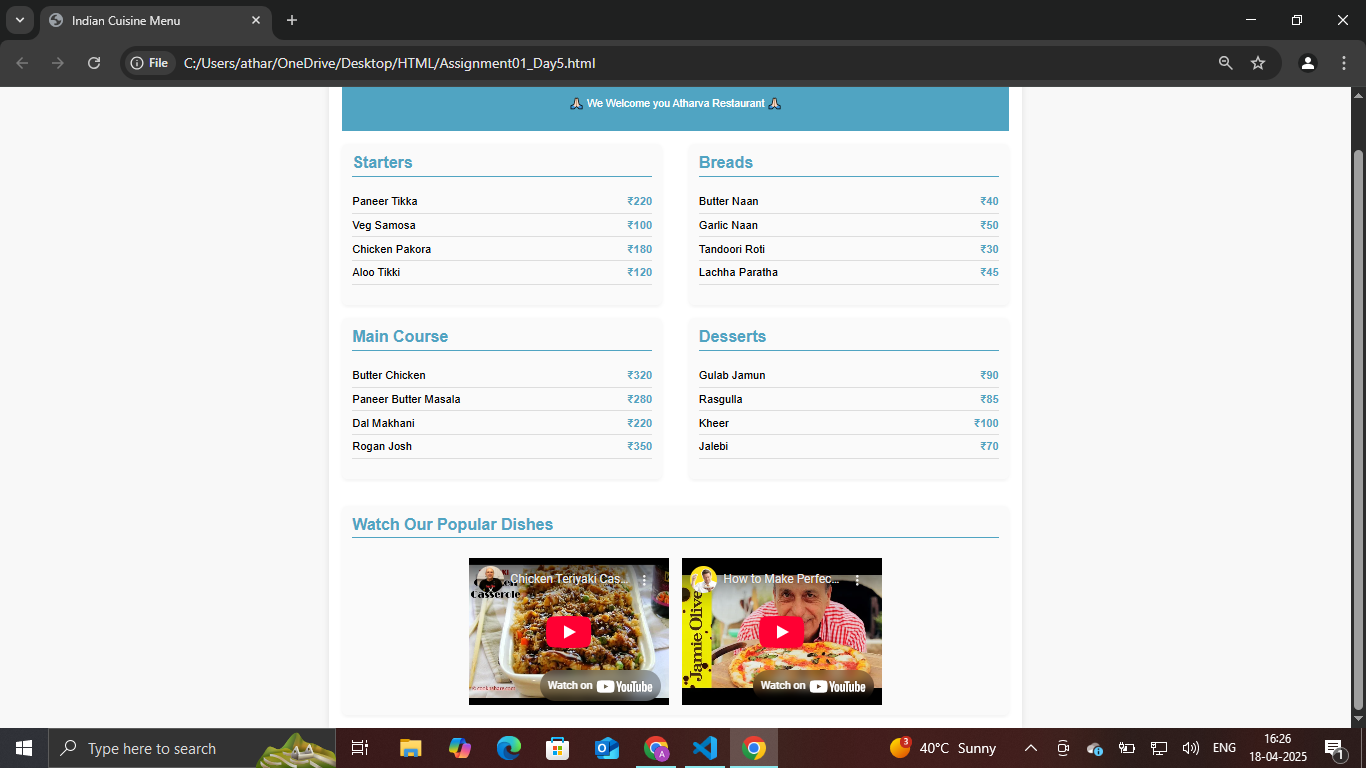 Indian Cuisine Menu
File
C:/Users/athar/OneDrive/Desktop/HTML/Assignment01_Day5.html
🙏 We Welcome you Atharva Restaurant 🙏
Starters
Paneer Tikka ₹220
Veg Samosa ₹100
Chicken Pakora ₹180
Aloo Tikki ₹120
Breads
Butter Naan ₹40
Garlic Naan ₹50
Tandoori Roti ₹30
Lachha Paratha ₹45
Main Course
Butter Chicken ₹320
Paneer Butter Masala ₹280
Dal Makhani ₹220
Rogan Josh ₹350
Desserts
Gulab Jamun ₹90
Rasgulla ₹85
Kheer ₹100
Jalebi ₹70
Watch Our Popular Dishes
Chicken Teriyaki Cas...
Casserole
Watch on YouTube
How to Make Perfec...
Jamie Olive
Watch on YouTube
Type here to search
A
3
40°C Sunny
ENG
16:26
18-04-2025
1